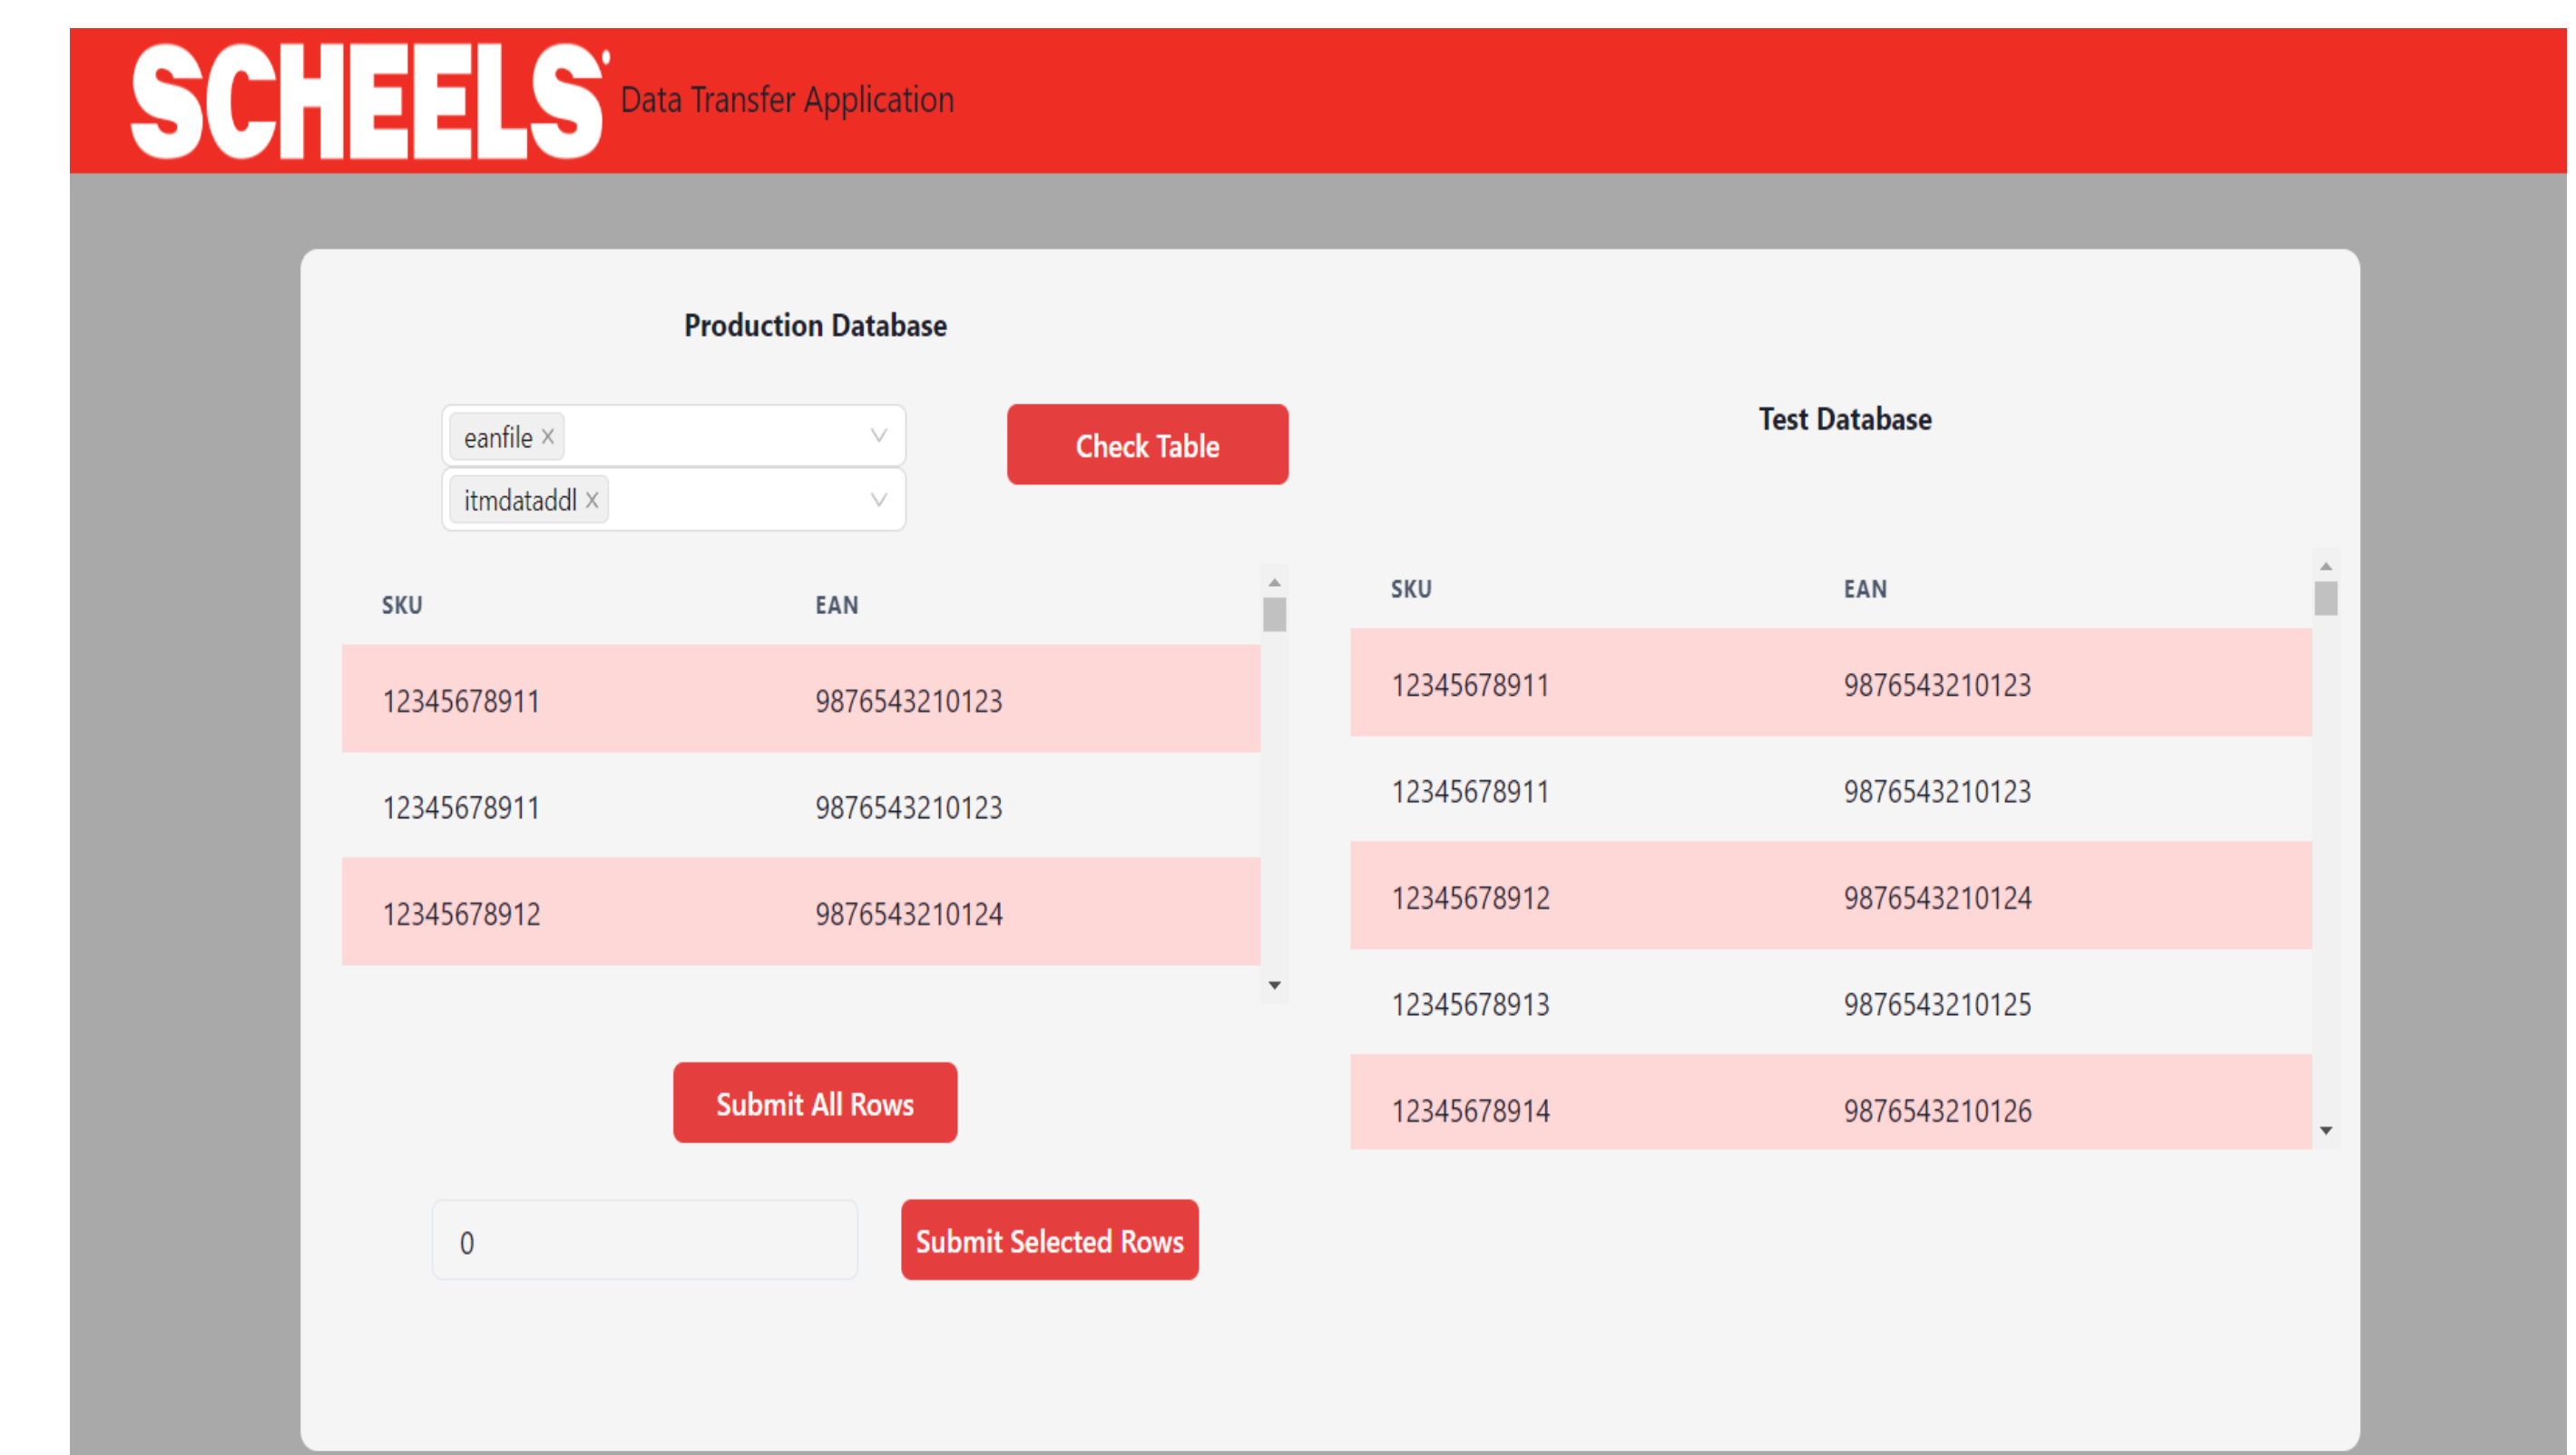 SCHEELS Data Transfer Application
Production Database
eanfile ×
itmdataddl ×
Check Table
SKU EAN
12345678911 9876543210123
12345678911 9876543210123
12345678912 9876543210124
Submit All Rows
0
Submit Selected Rows
Test Database
SKU EAN
12345678911 9876543210123
12345678911 9876543210123
12345678912 9876543210124
12345678913 9876543210125
12345678914 9876543210126